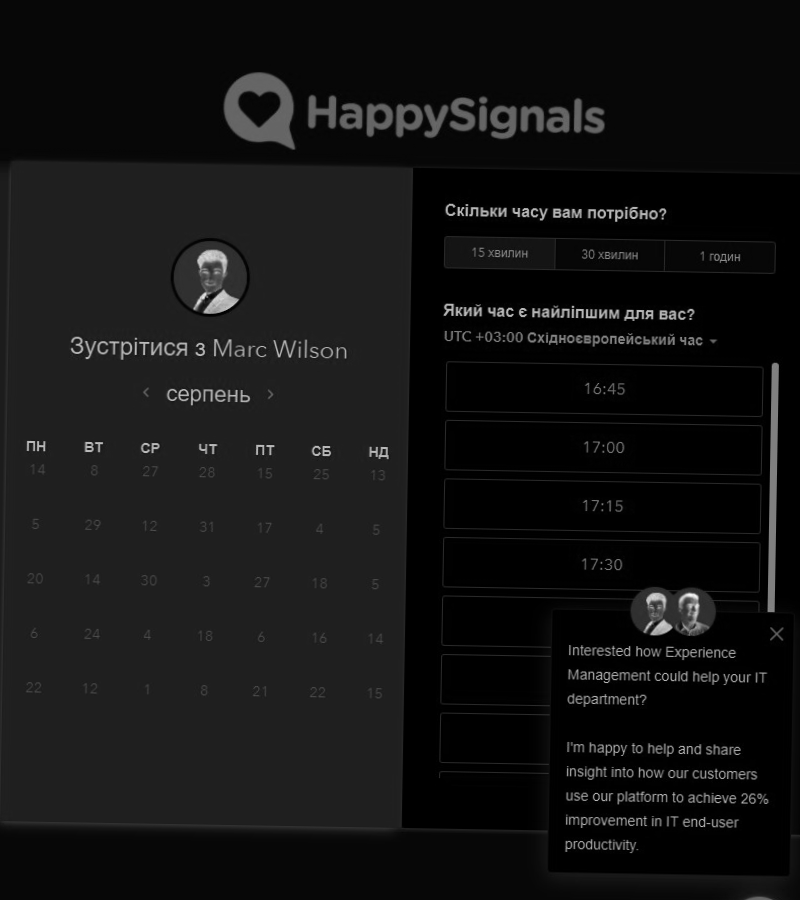 HappySignals
Зустрітися з Marc Wilson
серпень
ПН ВТ СР ЧТ ПТ СБ НД
14 8 27 28 15 25 13
5 29 12 31 17 4 5
20 14 30 3 27 18 5
6 24 4 18 6 16 14
22 12 1 8 21 22 15
Скільки часу вам потрібно?
15 хвилин 30 хвилин 1 годин
Який час є найліпшим для вас?
UTC +03:00 Східноєвропейський час
16:45
17:00
17:15
17:30
Interested how Experience
Management could help your IT
department?
I'm happy to help and share
insight into how our customers
use our platform to achieve 26%
improvement in IT end-user
productivity.